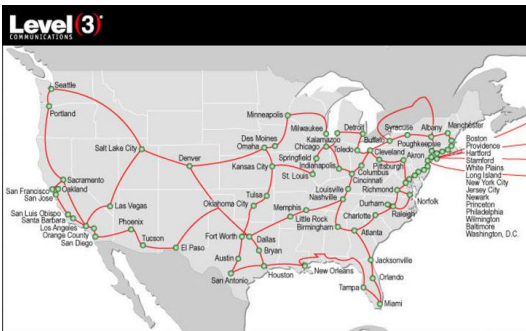 Level(3)®
COMMUNICATIONS
Seattle
Portland
Minneapolis
Milwaukee
Detroit
Syracuse
Albany
Manchester
Des Moines
Kalamazoo
Buffalo
Poughkeepsie
Boston
Salt Lake City
Omaha
Chicago
Toledo
Cleveland
Akron
Providence
Denver
Springfield
Pittsburgh
Hartford
Kansas City
Indianapolis
Columbus
Stamford
Sacramento
St. Louis
Cincinnati
White Plains
San Francisco
Oakland
Louisville
Richmond
Long Island
San Jose
Las Vegas
Tulsa
Nashville
Norfolk
New York City
San Luis Obispo
Oklahoma City
Memphis
Durham
Jersey City
Santa Barbara
Phoenix
Little Rock
Charlotte
Raleigh
Newark
Los Angeles
Birmingham
Atlanta
Princeton
Orange County
Tucson
Fort Worth
Dallas
Philadelphia
San Diego
El Paso
Bryan
Wilmington
Austin
Jacksonville
Baltimore
San Antonio
Houston
New Orleans
Orlando
Washington, D.C.
Tampa
Miami